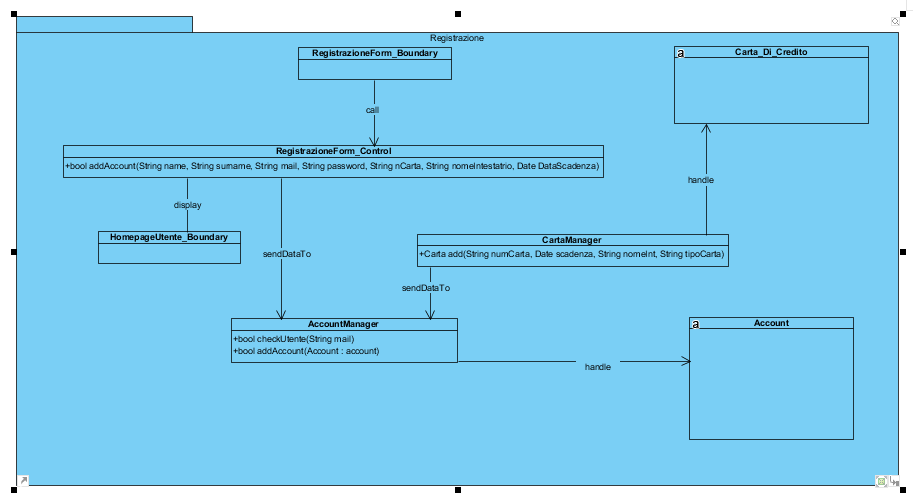 Registrazione
RegistrazioneForm_Boundary
a
Carta_Di_Credito
call
RegistrazioneForm_Control
+bool addAccount(String name, String surname, String mail, String password, String nCarta, String nomeIntestatrio, Date DataScadenza)
handle
display
HomepageUtente_Boundary
CartaManager
+Carta add(String numCarta, Date scadenza, String nomeInt, String tipoCarta)
sendDataTo
sendDataTo
AccountManager
+bool checkUtente(String mail)
+bool addAccount(Account : account)
a
Account
handle